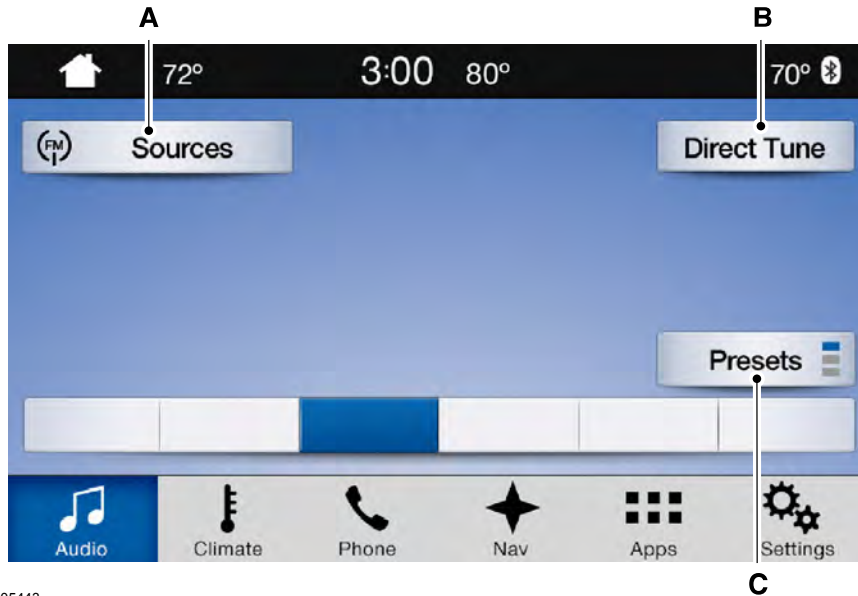 A B
72° 3:00 80° 70°
FM Sources Direct Tune
Presets
Audio Climate Phone Nav Apps Settings
C